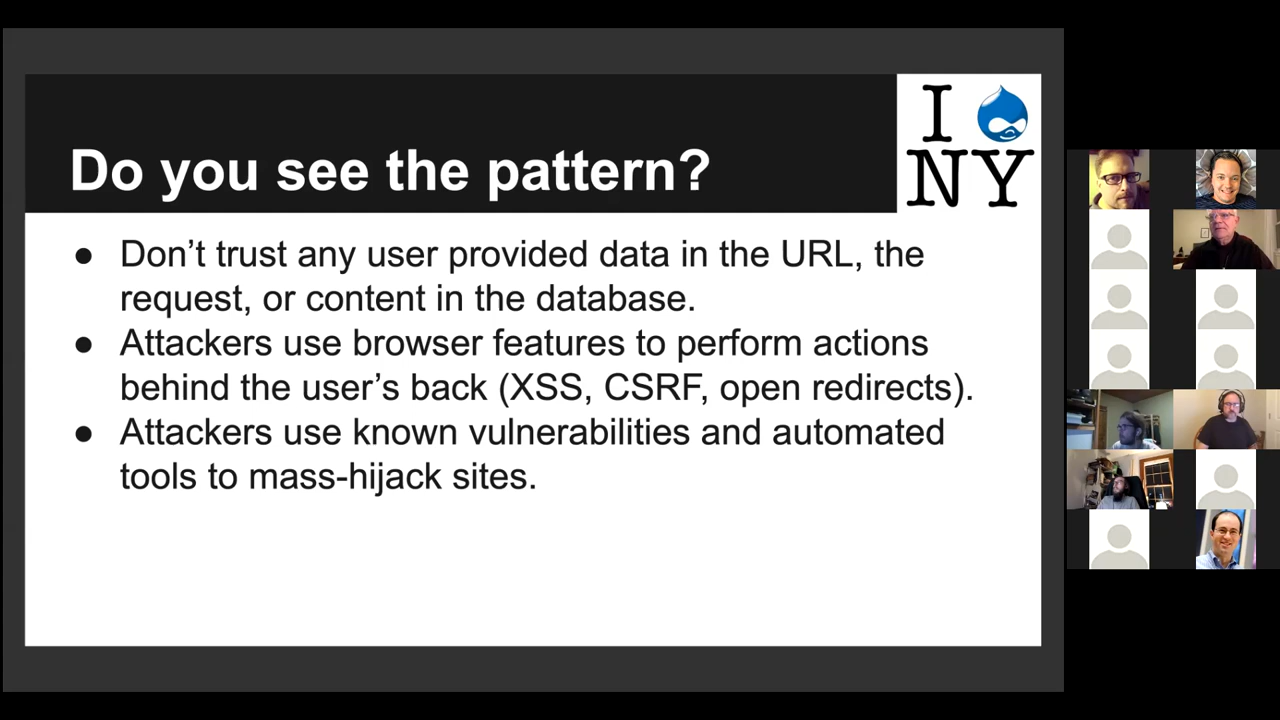 I
NY
Do you see the pattern?
● Don’t trust any user provided data in the URL, the
request, or content in the database.
● Attackers use browser features to perform actions
behind the user’s back (XSS, CSRF, open redirects).
● Attackers use known vulnerabilities and automated
tools to mass-hijack sites.